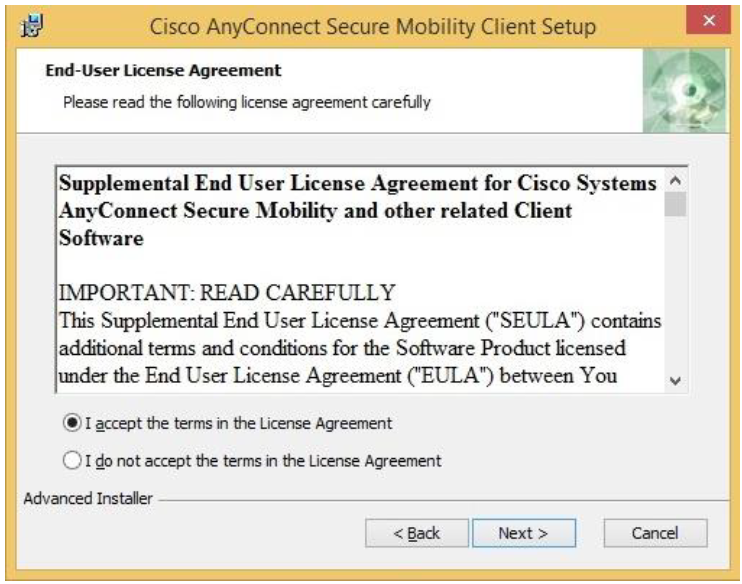 Cisco AnyConnect Secure Mobility Client Setup
End-User License Agreement
Please read the following license agreement carefully
Supplemental End User License Agreement for Cisco Systems
AnyConnect Secure Mobility and other related Client
Software
IMPORTANT: READ CAREFULLY
This Supplemental End User License Agreement ("SEULA") contains
additional terms and conditions for the Software Product licensed
under the End User License Agreement ("EULA") between You
I accept the terms in the License Agreement
I do not accept the terms in the License Agreement
Advanced Installer
< Back Next > Cancel